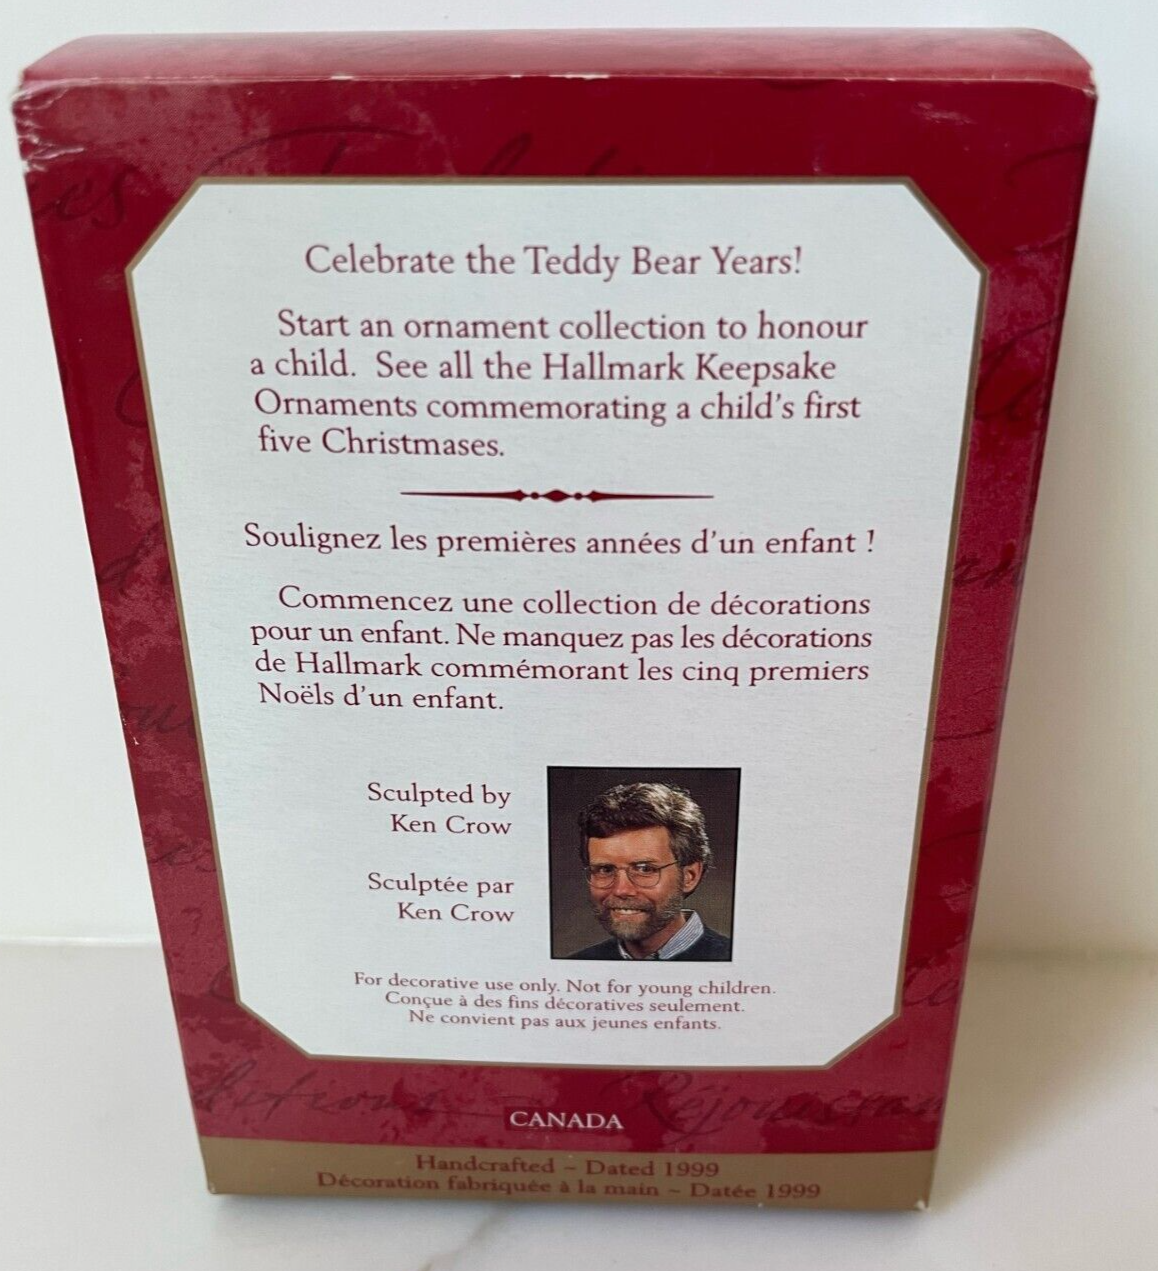 Celebrate the Teddy Bear Years!
Start an ornament collection to honour
a child. See all the Hallmark Keepsake
Ornaments commemorating a child's first
five Christmases.
Soulignez les premières années d'un enfant !
Commencez une collection de décorations
pour un enfant. Ne manquez pas les décorations
de Hallmark commémorant les cinq premiers
Noëls d'un enfant.
Sculpted by
Ken Crow
Sculptée par
Ken Crow
For decorative use only. Not for young children.
Conçue à des fins décoratives seulement.
Ne convient pas aux jeunes enfants.
CANADA
Handcrafted ~ Dated 1999
Décoration fabriquée à la main ~ Datée 1999